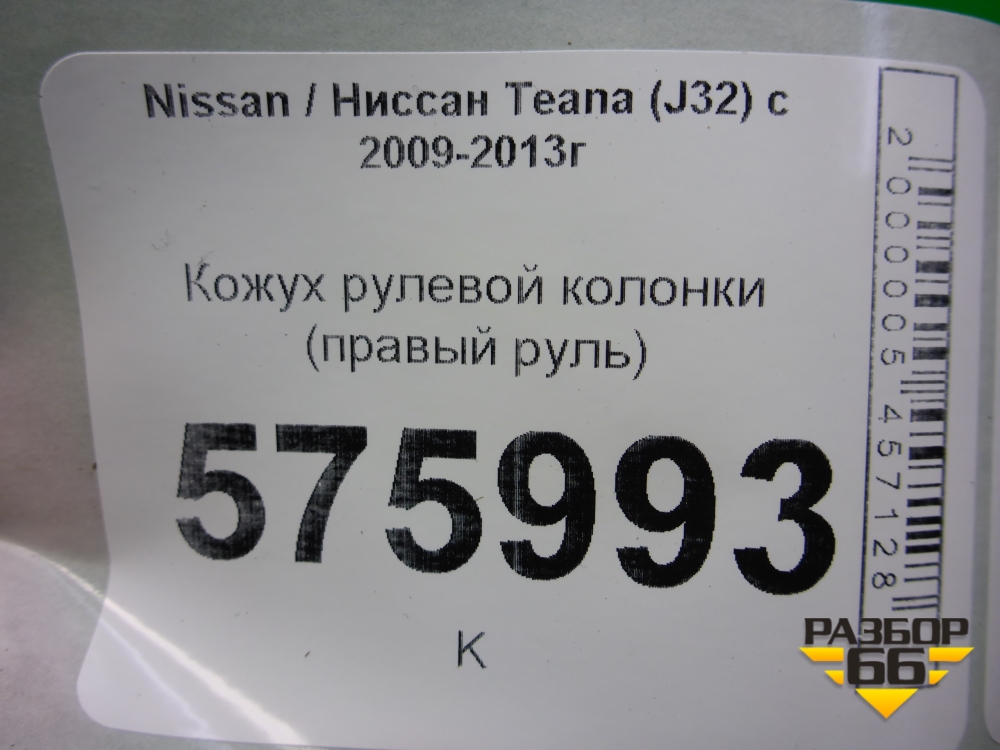 Nissan / Ниссан Teana (J32) с
2009-2013г
Кожух рулевой колонки
(правый руль)
575993
К
2000005457128
РАЗБОР
66